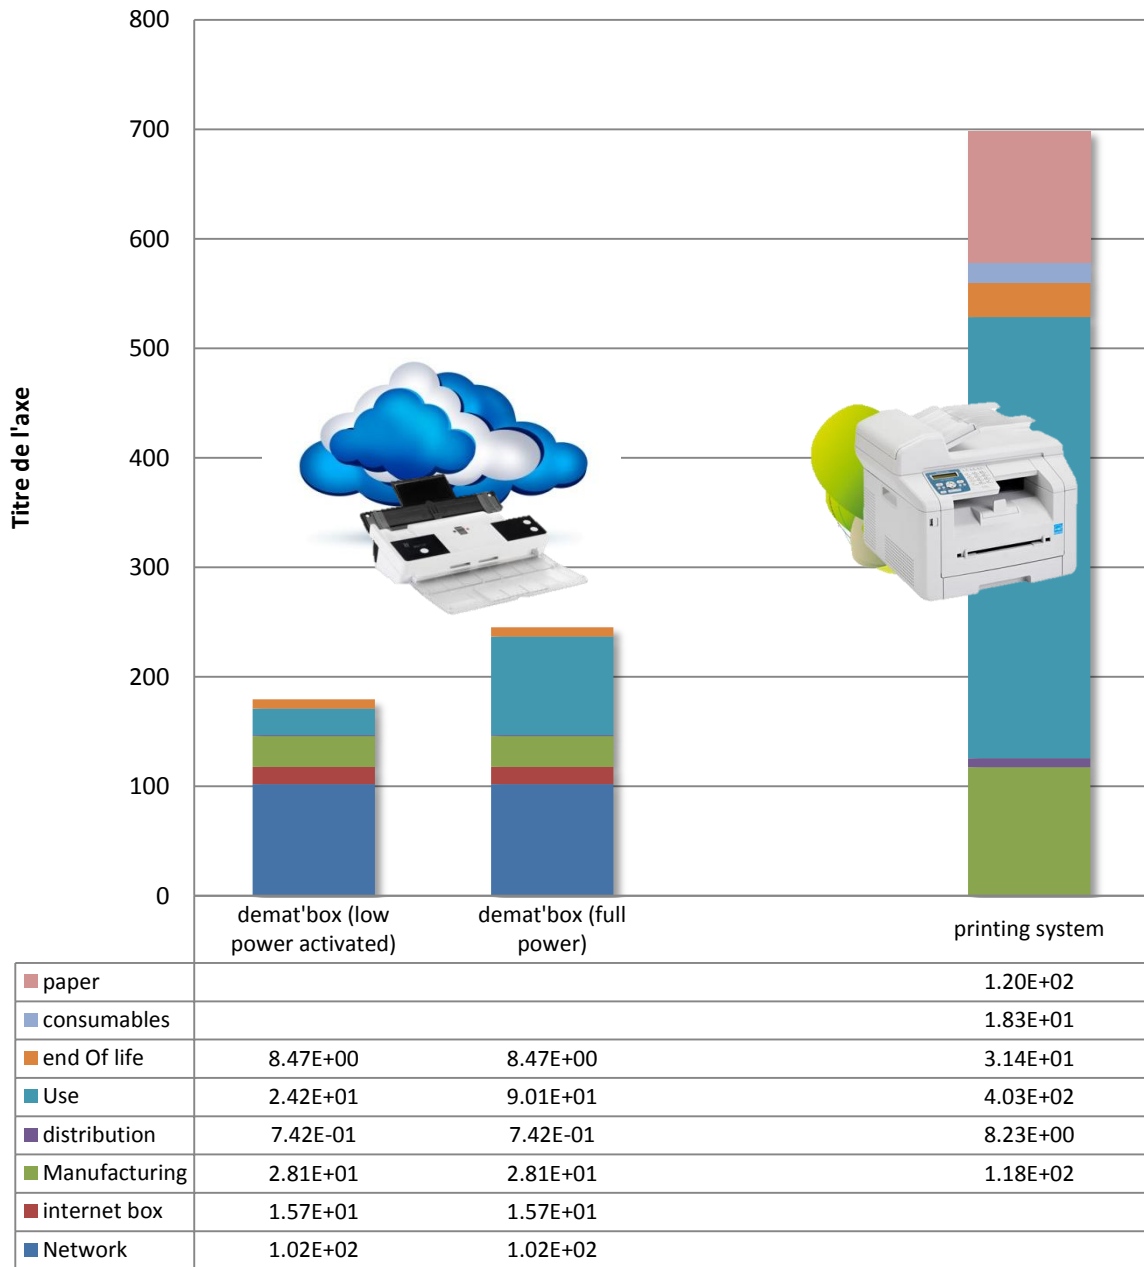 800
700
600
500
400
300
200
100
0
Titre de l'axe
demat'box (low
power activated)
demat'box (full
power)
printing system
paper 1.20E+02
consumables 1.83E+01
end Of life 8.47E+00 8.47E+00 3.14E+01
Use 2.42E+01 9.01E+01 4.03E+02
distribution 7.42E-01 7.42E-01 8.23E+00
Manufacturing 2.81E+01 2.81E+01 1.18E+02
internet box 1.57E+01 1.57E+01
Network 1.02E+02 1.02E+02